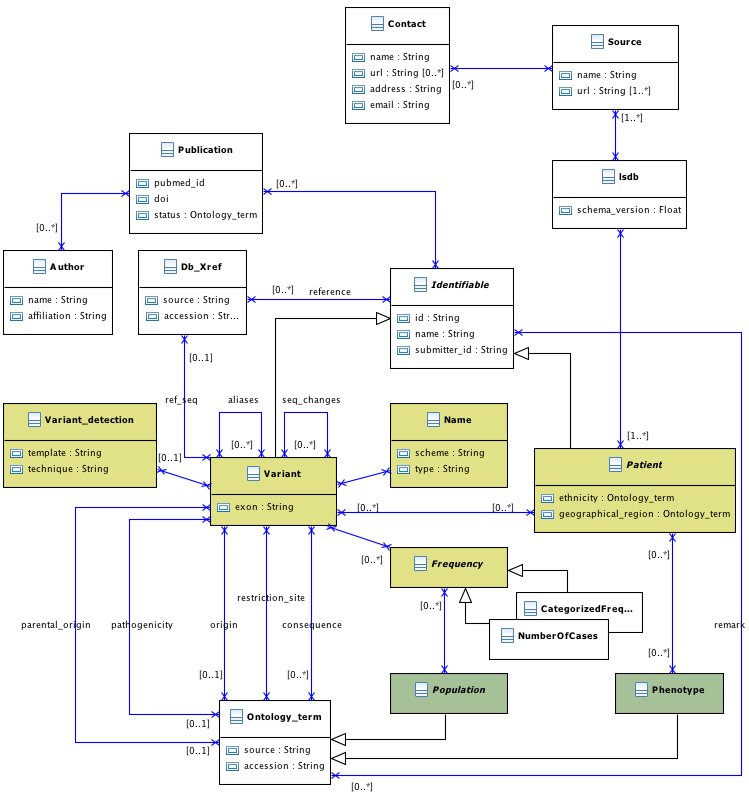 Contact
name : String
url : String [0..*]
address : String
email : String
[0..*]
Source
name : String
url : String [1..*]
[1..*]
Publication
pubmed_id
doi
status : Ontology_term
[0..*]
[0..*]
lsdb
schema_version : Float
Author
name : String
affiliation : String
Db_Xref
source : String
accession : Str...
[0..*]
reference
Identifiable
id : String
name : String
submitter_id : String
[0..1]
ref_seq
aliases
[0..*]
seq_changes
[0..*]
[1..*]
Variant_detection
template : String
technique : String
[0..1]
Variant
exon : String
Name
scheme : String
type : String
Patient
ethnicity : Ontology_term
geographical_region : Ontology_term
[0..*]
[0..*]
[0..*]
Frequency
[0..*]
[0..*]
CategorizedFreq...
NumberOfCases
restriction_site
parental_origin
pathogenicity
origin
consequence
remark
[0..*]
[0..1]
[0..*]
Population
Phenotype
Ontology_term
source : String
accession : String
[0..1]
[0..1]
[0..*]